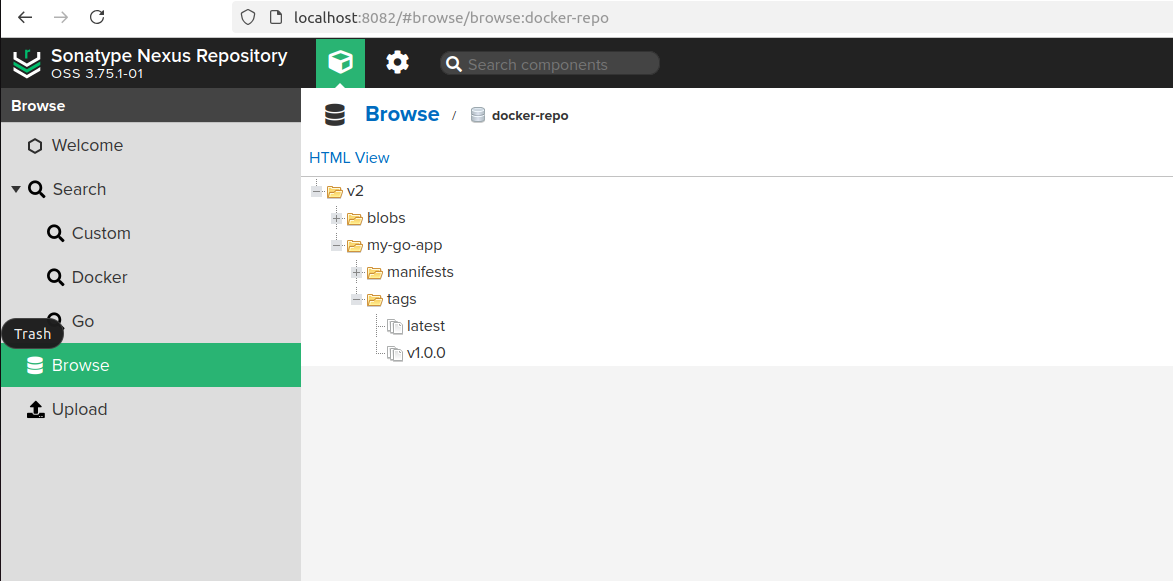 localhost:8082/#browse/browse:docker-repo
Sonatype Nexus Repository
OSS 3.75.1-01
Search components
Browse
Welcome
Search
Custom
Docker
Go
Trash
Browse
Upload
Browse / docker-repo
HTML View
v2
blobs
my-go-app
manifests
tags
latest
v1.0.0